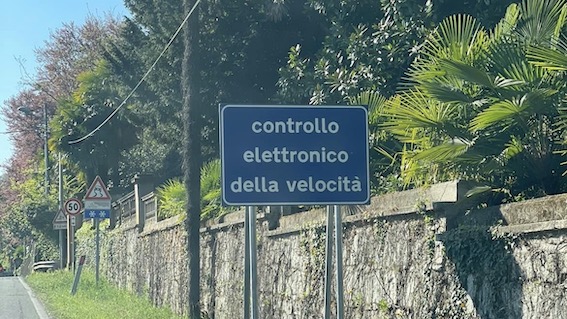 controllo
elettronico
della velocità
50